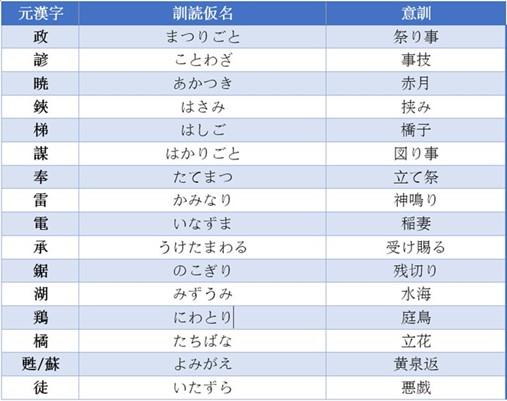 元漢字 訓読仮名 意訓
政 まつりごと 祭り事
諺 ことわざ 事技
暁 あかつき 赤月
鋏 はさみ 挟み
梯 はしご 橋子
謀 はかりごと 図り事
奉 たてまつ 立て祭
雷 かみなり 神鳴り
電 いなずま 稲妻
承 うけたまわる 受け賜る
鋸 のこぎり 残切り
湖 みずうみ 水海
鶏 にわとり 庭鳥
橘 たちばな 立花
甦/蘇 よみがえ 黄泉返
徒 いたずら 悪戯